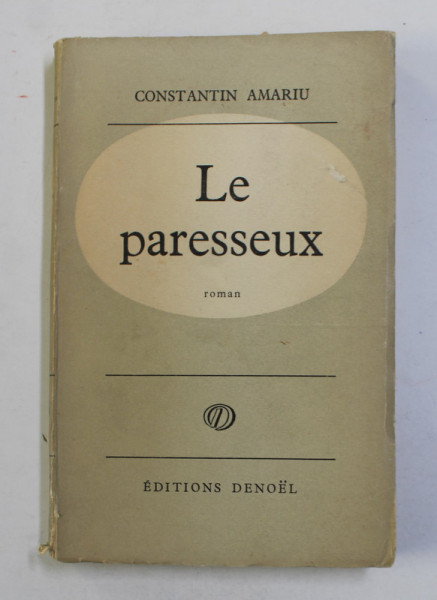 CONSTANTIN AMARIU
Le
paresseux
roman
D
ÉDITIONS DENOËL